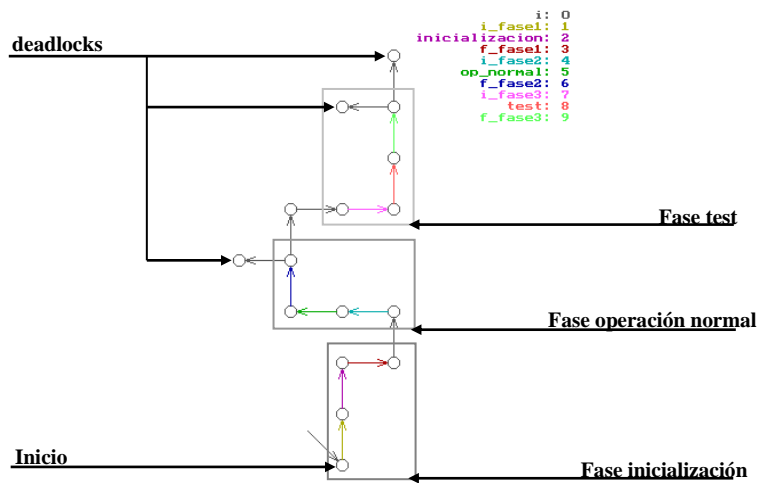 i: 0
i_fase1: 1
inicializacion: 2
f_fase1: 3
i_fase2: 4
op_normal: 5
f_fase2: 6
i_fase3: 7
test: 8
f_fase3: 9
deadlocks
Fase test
Fase operación normal
Inicio
Fase inicialización